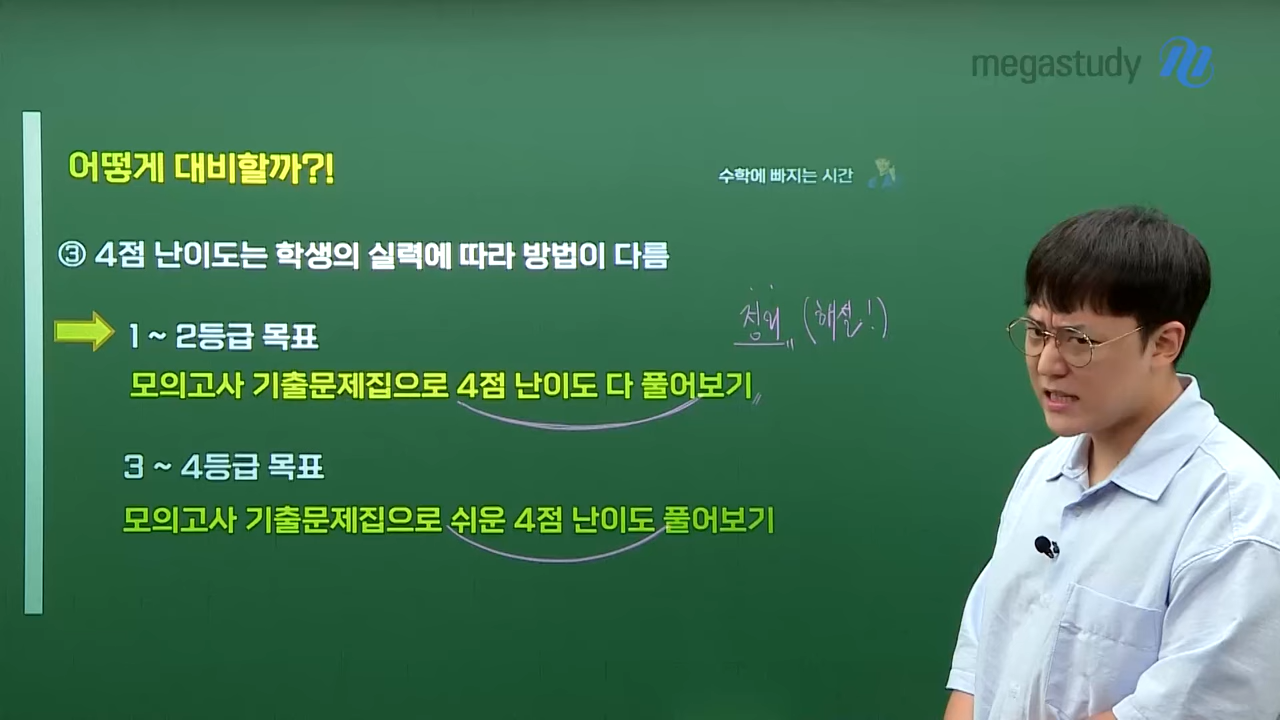 megastudy
어떻게 대비할까?!
수학에 빠지는 시간
③ 4점 난이도는 학생의 실력에 따라 방법이 다름
1 ~ 2등급 목표
정의 (해설!)
모의고사 기출문제집으로 4점 난이도 다 풀어보기
3 ~ 4등급 목표
모의고사 기출문제집으로 쉬운 4점 난이도 풀어보기